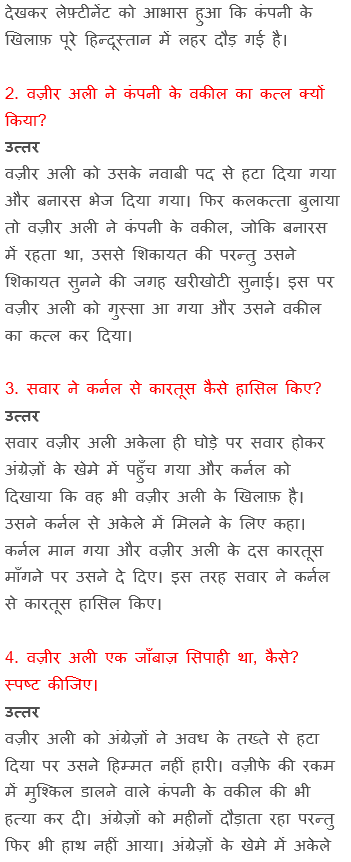 देखकर लेफ़्टीनेंट को आभास हुआ कि कंपनी के
खिलाफ़ पूरे हिन्दूस्तान में लहर दौड़ गई है।
2. वज़ीर अली ने कंपनी के वकील का कत्ल क्यों
किया?
उत्तर
वज़ीर अली को उसके नवाबी पद से हटा दिया गया
और बनारस भेज दिया गया। फिर कलकत्ता बुलाया
तो वज़ीर अली ने कंपनी के वकील, जोकि बनारस
में रहता था, उससे शिकायत की परन्तु उसने
शिकायत सुनने की जगह खरीखोटी सुनाई। इस पर
वज़ीर अली को गुस्सा आ गया और उसने वकील
का कत्ल कर दिया।
3. सवार ने कर्नल से कारतूस कैसे हासिल किए?
उत्तर
सवार वज़ीर अली अकेला ही घोड़े पर सवार होकर
अंग्रेज़ों के खेमे में पहुँच गया और कर्नल को
दिखाया कि वह भी वज़ीर अली के खिलाफ़ है।
उसने कर्नल से अकेले में मिलने के लिए कहा।
कर्नल मान गया और वज़ीर अली के दस कारतूस
माँगने पर उसने दे दिए। इस तरह सवार ने कर्नल
से कारतूस हासिल किए।
4. वज़ीर अली एक जाँबाज़ सिपाही था, कैसे?
स्पष्ट कीजिए।
उत्तर
वज़ीर अली को अंग्रेज़ों ने अवध के तख्ते से हटा
दिया पर उसने हिम्मत नहीं हारी। वज़ीफे की रकम
में मुश्किल डालने वाले कंपनी के वकील की भी
हत्या कर दी। अंग्रेज़ों को महीनों दौड़ाता रहा परन्तु
फिर भी हाथ नहीं आया। अंग्रेज़ों के खेमे में अकेले